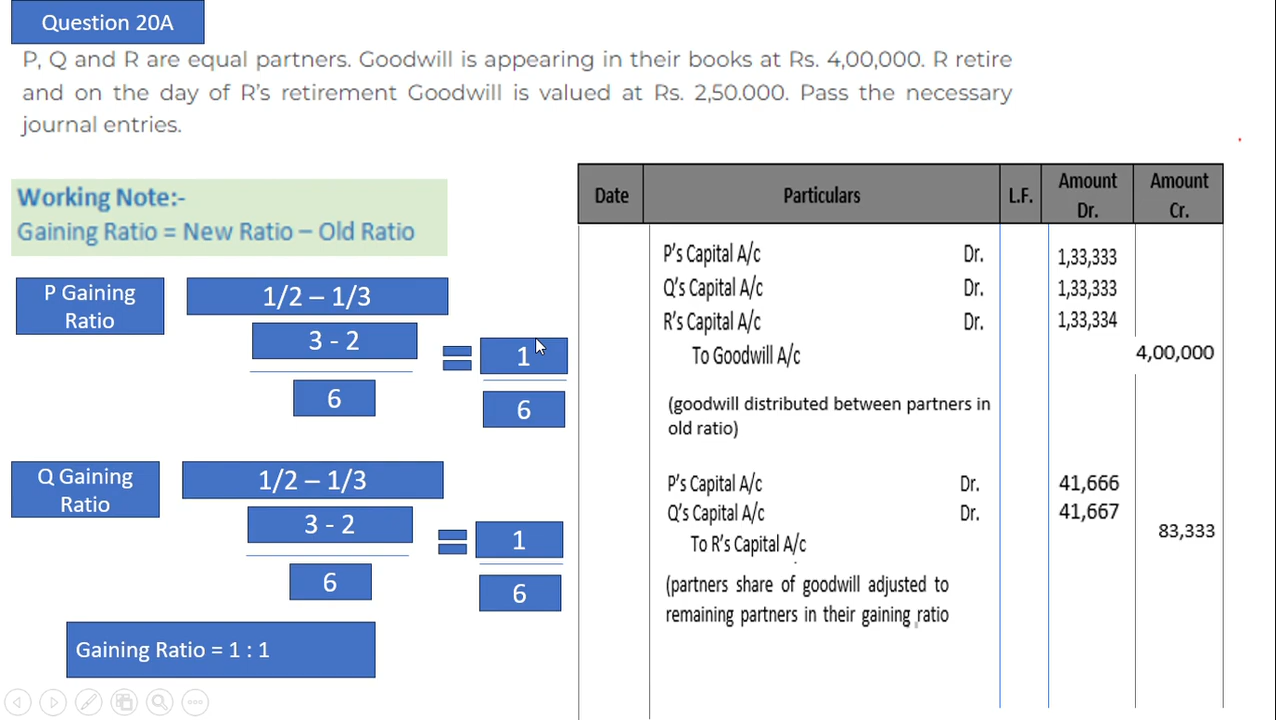 Question 20A
P, Q and R are equal partners. Goodwill is appearing in their books at Rs. 4,00,000. R retire
and on the day of R's retirement Goodwill is valued at Rs. 2,50.000. Pass the necessary
journal entries.
Working Note:-
Gaining Ratio = New Ratio – Old Ratio
P Gaining
Ratio
1/2 – 1/3
3 - 2
6
=
1
6
Q Gaining
Ratio
1/2 – 1/3
3 - 2
6
=
1
6
Gaining Ratio = 1 : 1
Date Particulars L.F. Amount Dr. Amount Cr.
P's Capital A/c Dr. 1,33,333
Q's Capital A/c Dr. 1,33,333
R's Capital A/c Dr. 1,33,334
To Goodwill A/c 4,00,000
(goodwill distributed between partners in
old ratio)
P's Capital A/c Dr. 41,666
Q's Capital A/c Dr. 41,667
To R's Capital A/c 83,333
(partners share of goodwill adjusted to
remaining partners in their gaining ratio